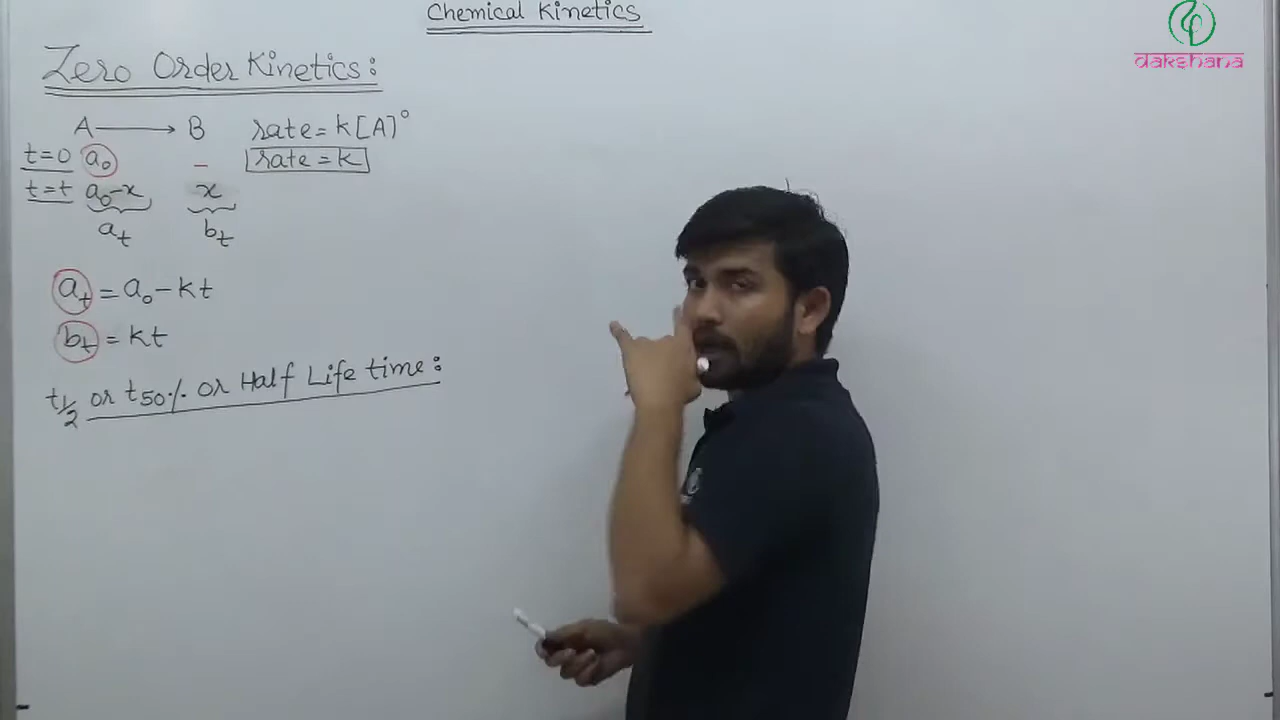 Chemical Kinetics
dakshana
Zero Order Kinetics:
A ⟶ B rate = k[A]⁰
t=0 a₀ – rate = k
t=t a₀-x x
aₜ bₜ
aₜ = a₀ - kt
bₜ = kt
t½ or t50% or Half Life time: